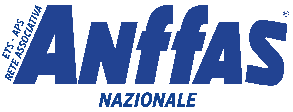 ETS - APS
RETE ASSOCIATIVA
ANffAS®
NAZIONALE